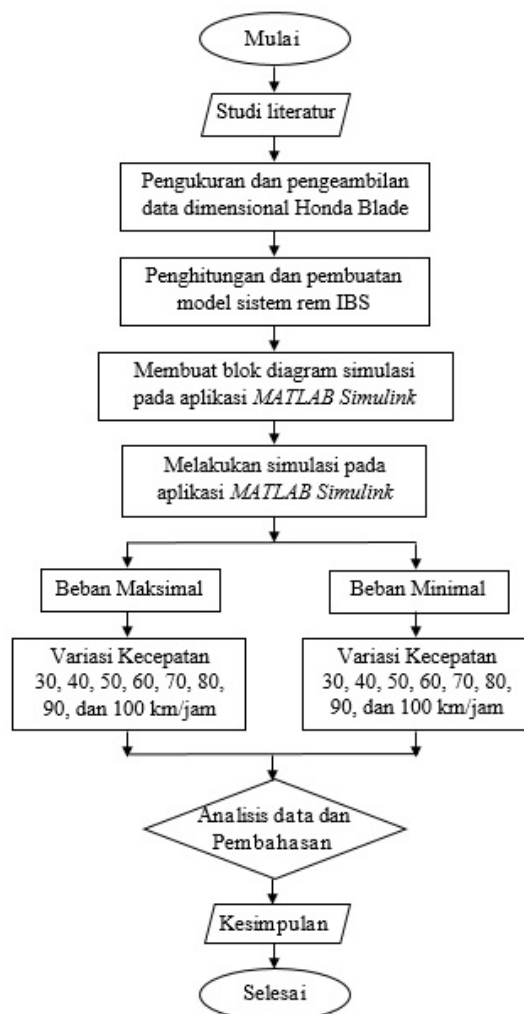 Mulai
Studi literatur
Pengukuran dan pengeambilan
data dimensional Honda Blade
Penghitungan dan pembuatan
model sistem rem IBS
Membuat blok diagram simulasi
pada aplikasi MATLAB Simulink
Melakukan simulasi pada
aplikasi MATLAB Simulink
Beban Maksimal
Beban Minimal
Variasi Kecepatan
30, 40, 50, 60, 70, 80,
90, dan 100 km/jam
Variasi Kecepatan
30, 40, 50, 60, 70, 80,
90, dan 100 km/jam
Analisis data dan
Pembahasan
Kesimpulan
Selesai